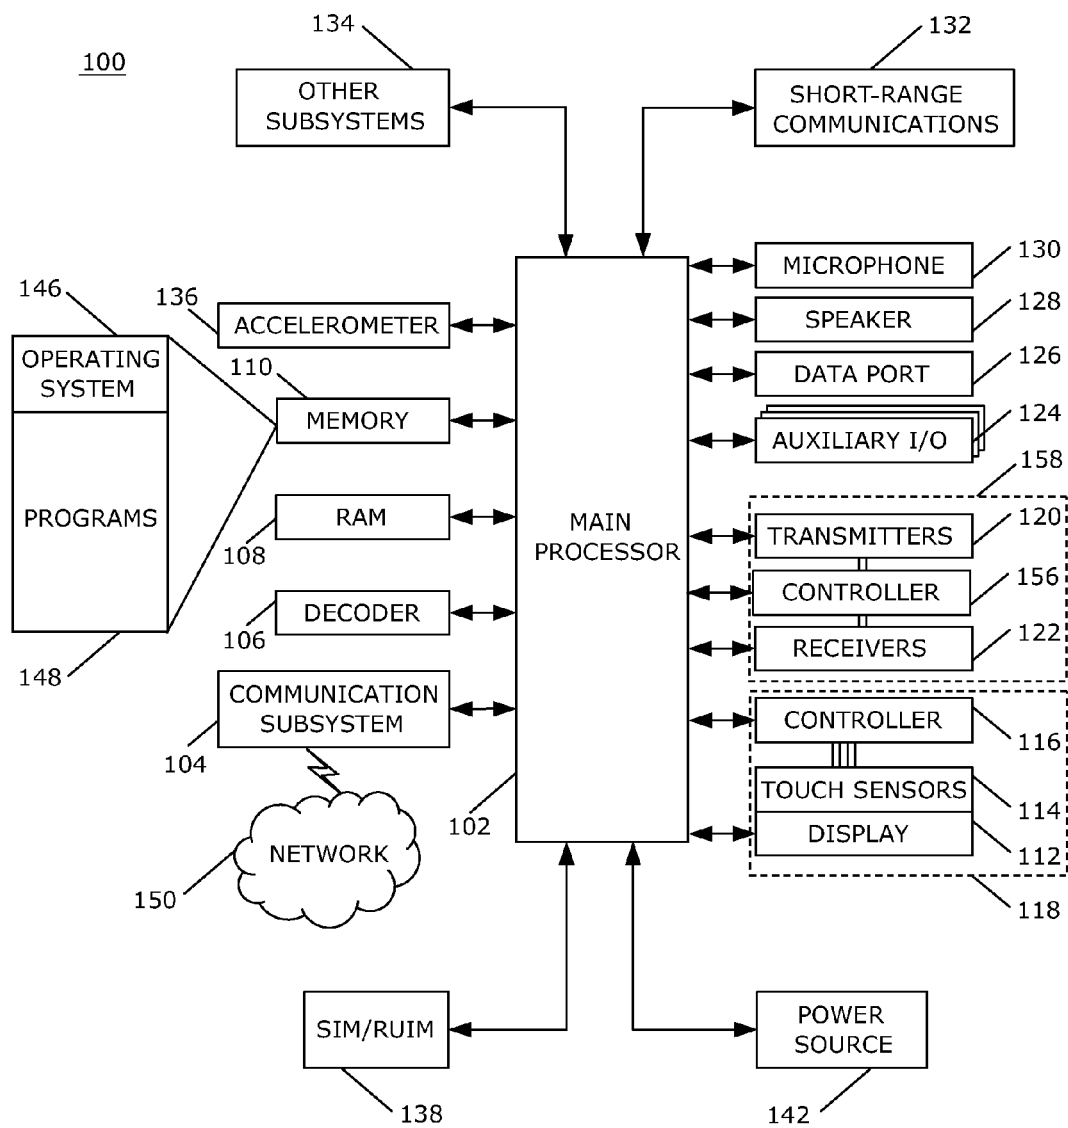 134
132
100
OTHER
SUBSYSTEMS
SHORT-RANGE
COMMUNICATIONS
130
MICROPHONE
146
136
ACCELEROMETER
128
SPEAKER
OPERATING
SYSTEM
110
126
DATA PORT
MEMORY
124
AUXILIARY I/O
158
PROGRAMS
RAM
108
MAIN
PROCESSOR
TRANSMITTERS
120
CONTROLLER
156
DECODER
106
RECEIVERS
122
148
COMMUNICATION
SUBSYSTEM
104
CONTROLLER
116
TOUCH SENSORS
114
102
DISPLAY
112
NETWORK
150
118
SIM/RUIM
POWER
SOURCE
138
142